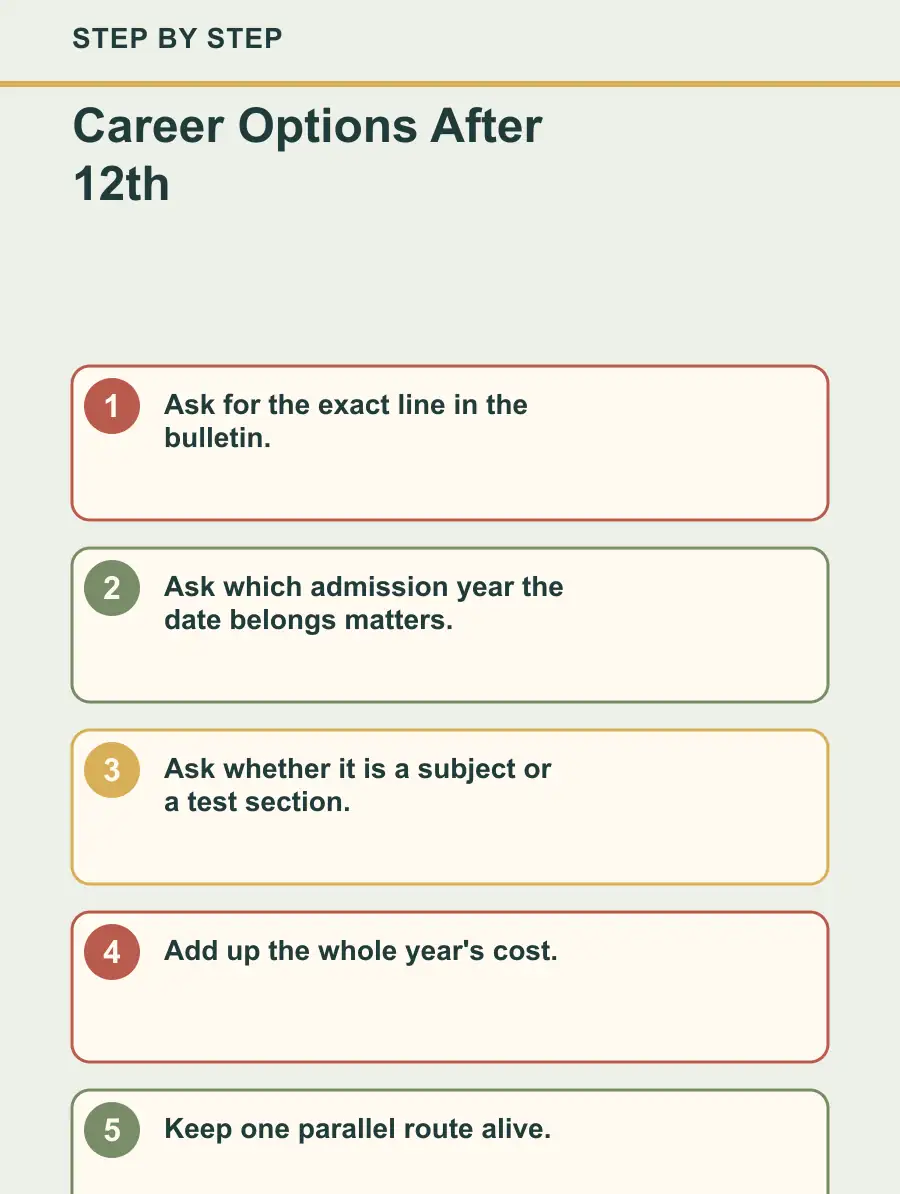 STEP BY STEP
Career Options After
12th
1
Ask for the exact line in the
bulletin.
2
Ask which admission year the
date belongs matters.
3
Ask whether it is a subject or
a test section.
4
Add up the whole year's cost.
5
Keep one parallel route alive.